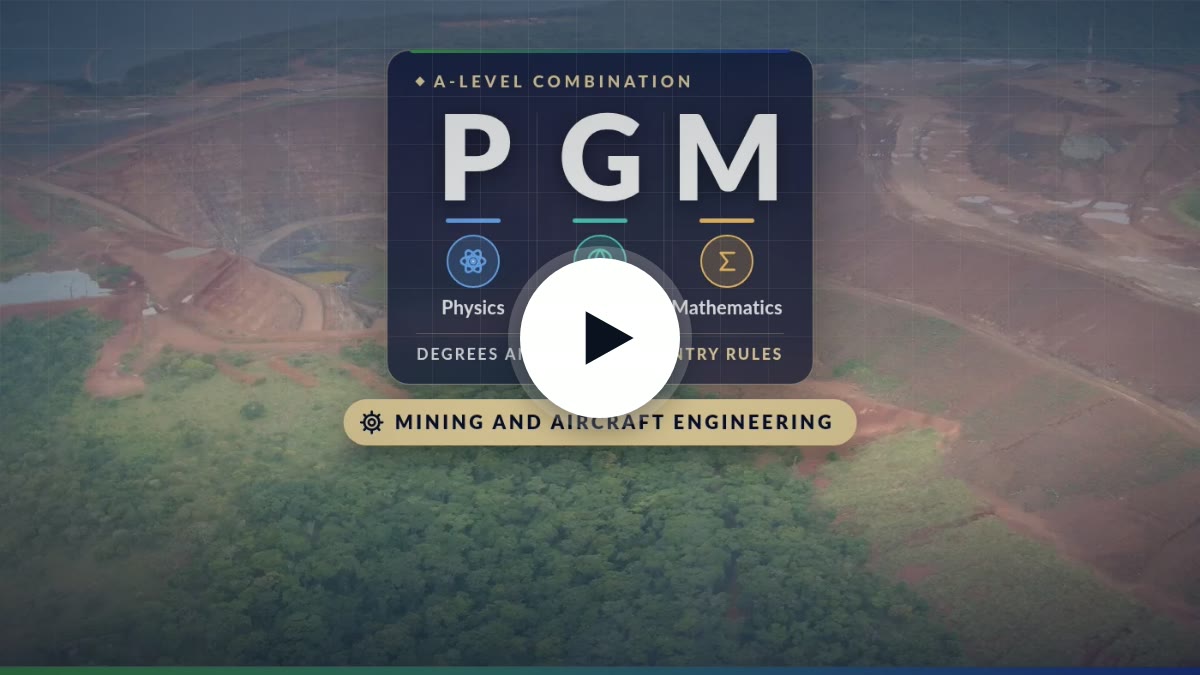 A-LEVEL COMBINATION
P G M
Physics Mathematics
DEGREES
RULES
MINING AND AIRCRAFT ENGINEERING